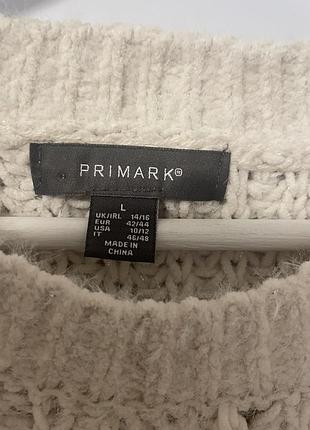 PRIMARK®
L
UK/IRL 14/16
EUR 42/44
USA 10/12
IT 46/48
MADE IN
CHINA